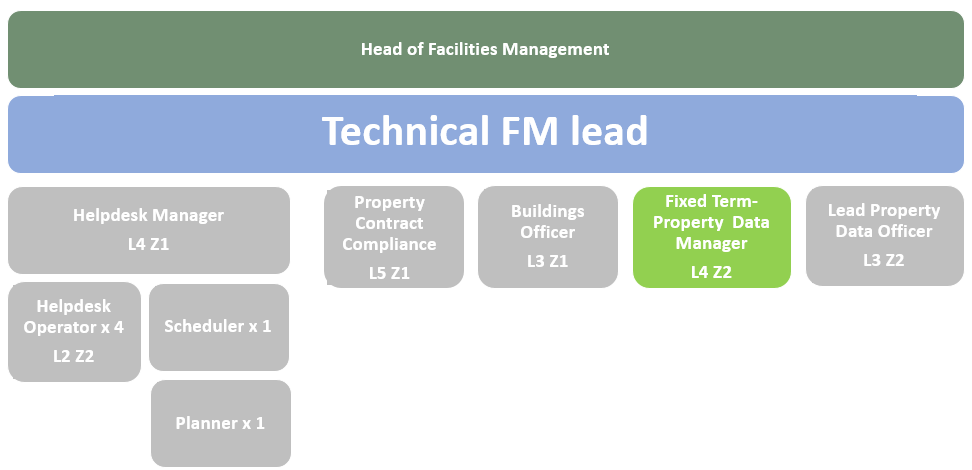 Head of Facilities Management
Technical FM lead
Helpdesk Manager
L4 Z1
Property
Contract
Compliance
L5 Z1
Buildings
Officer
L3 Z1
Fixed Term-
Property Data
Manager
L4 Z2
Lead Property
Data Officer
L3 Z2
Helpdesk
Operator x 4
L2 Z2
Scheduler x 1
Planner x 1